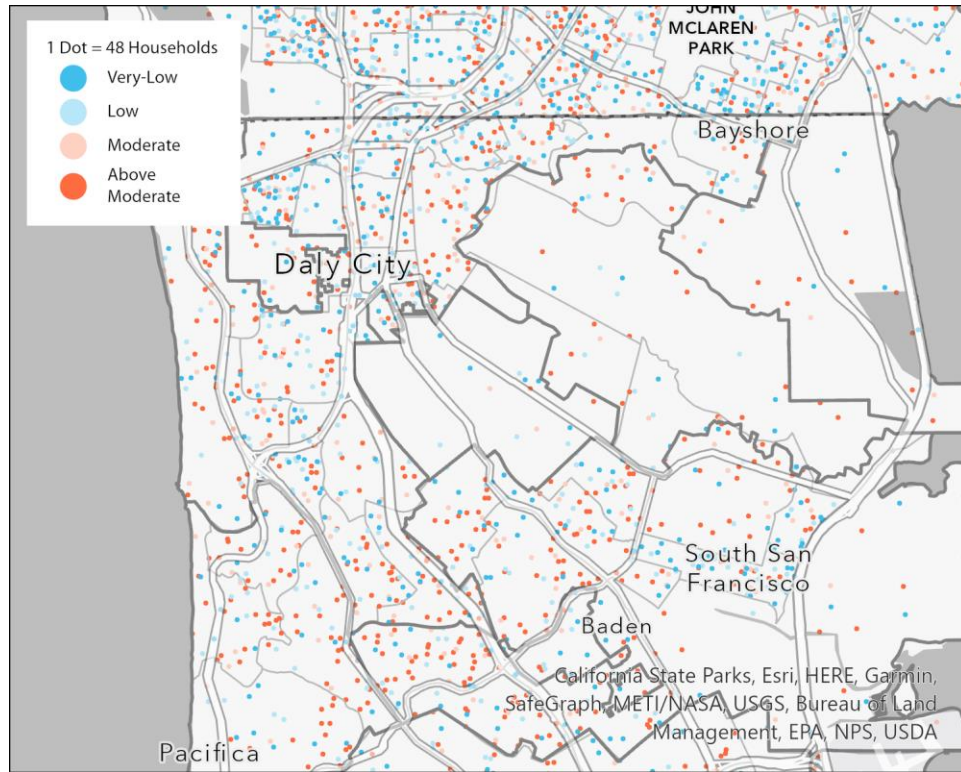 1 Dot = 48 Households
Very-Low
Low
Moderate
Above
Moderate
JOHN
MCLAREN
PARK
Bayshore
Daly City
South San
Francisco
Baden
California State Parks, Esri, HERE, Garmin,
SafeGraph, METI/NASA, USGS, Bureau of Land
Management, EPA, NPS, USDA
Pacifica